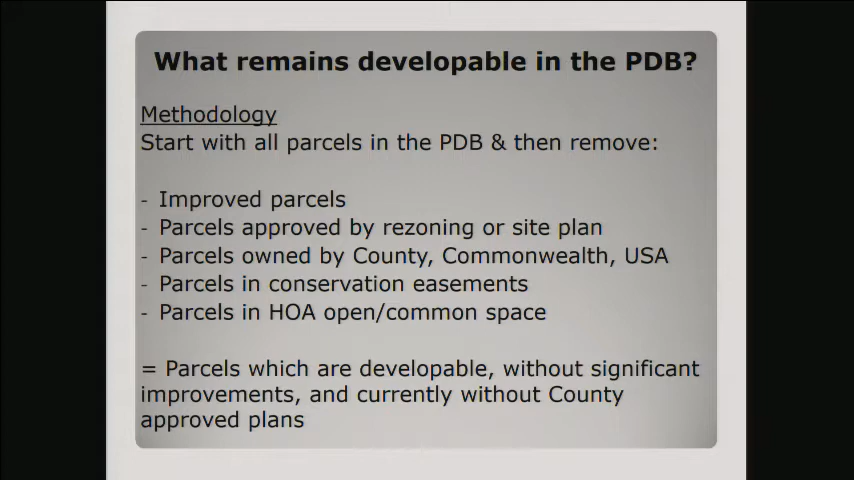 What remains developable in the PDB?
Methodology
Start with all parcels in the PDB & then remove:
- Improved parcels
- Parcels approved by rezoning or site plan
- Parcels owned by County, Commonwealth, USA
- Parcels in conservation easements
- Parcels in HOA open/common space
= Parcels which are developable, without significant
improvements, and currently without County
approved plans